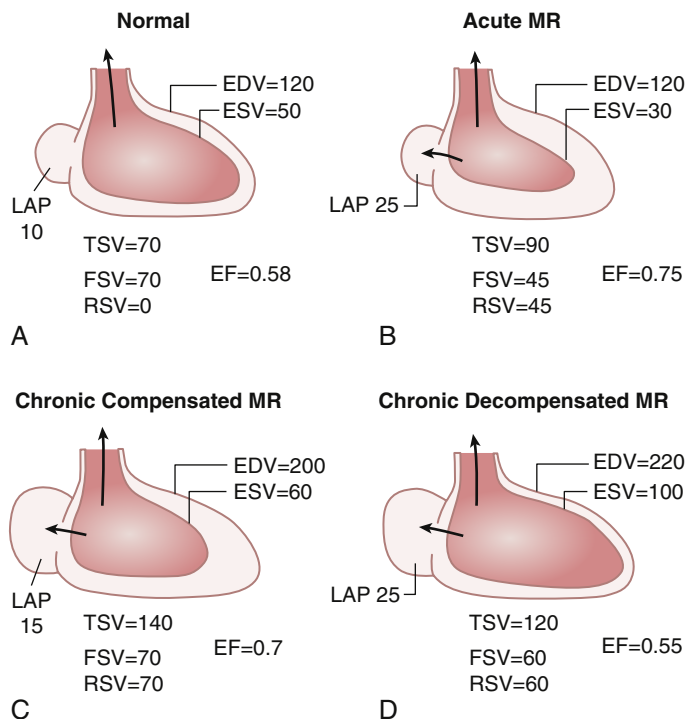 Normal
EDV=120
ESV=50
LAP
10
TSV=70
FSV=70
EF=0.58
RSV=0
A
Acute MR
EDV=120
ESV=30
LAP 25
TSV=90
FSV=45
EF=0.75
RSV=45
B
Chronic Compensated MR
EDV=200
ESV=60
LAP
15
TSV=140
FSV=70
EF=0.7
RSV=70
C
Chronic Decompensated MR
EDV=220
ESV=100
LAP 25
TSV=120
FSV=60
EF=0.55
RSV=60
D